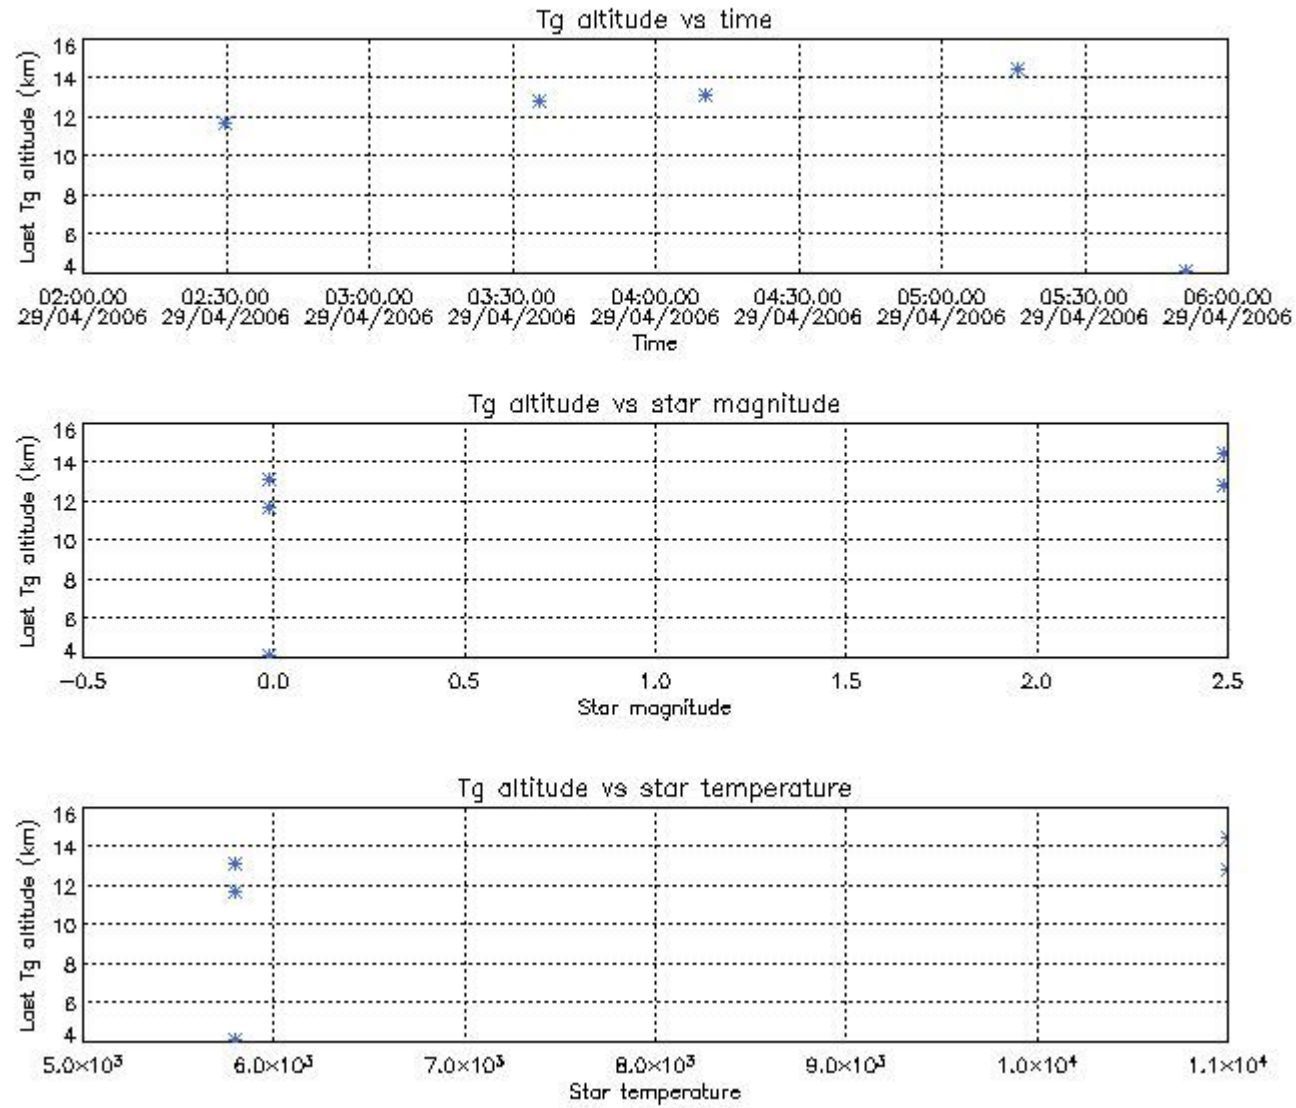 Tg altitude vs time
Last Tg altitude (km)
16
14
12
10
8
6
4
02:00.00 02:30.00 03:00.00 03:30.00 04:00.00 04:30.00 05:00.00 05:30.00 06:00.00
29/04/2006 29/04/2006 29/04/2006 29/04/2006 29/04/2006 29/04/2006 29/04/2006 29/04/2006 29/04/2006
Time
Tg altitude vs star magnitude
Last Tg altitude (km)
16
14
12
10
8
6
4
−0.5 0.0 0.5 1.0 1.5 2.0 2.5
Star magnitude
Tg altitude vs star temperature
Last Tg altitude (km)
16
14
12
10
8
6
4
5.0×10³ 6.0×10³ 7.0×10³ 8.0×10³ 9.0×10³ 1.0×10⁴ 1.1×10⁴
Star temperature